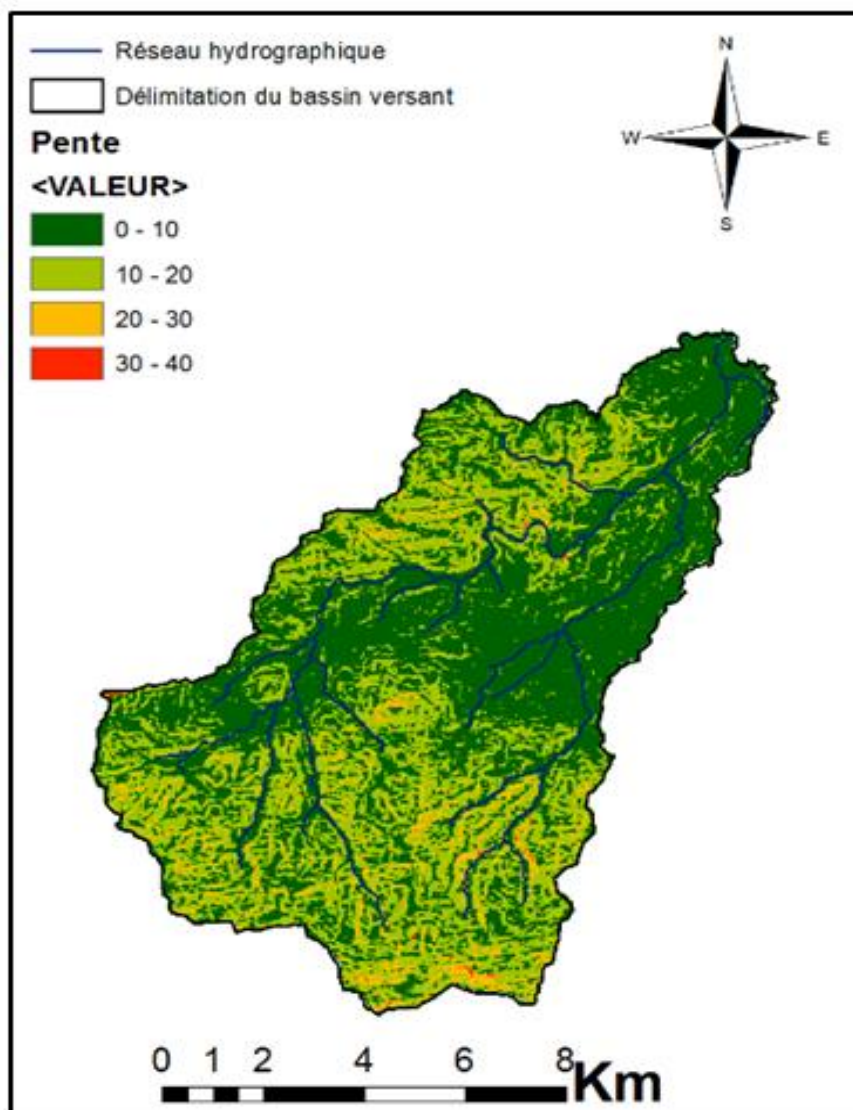 Réseau hydrographique
Délimitation du bassin versant
Pente
<VALEUR>
0 - 10
10 - 20
20 - 30
30 - 40
N
W E
S
0 1 2 4 6 8 Km